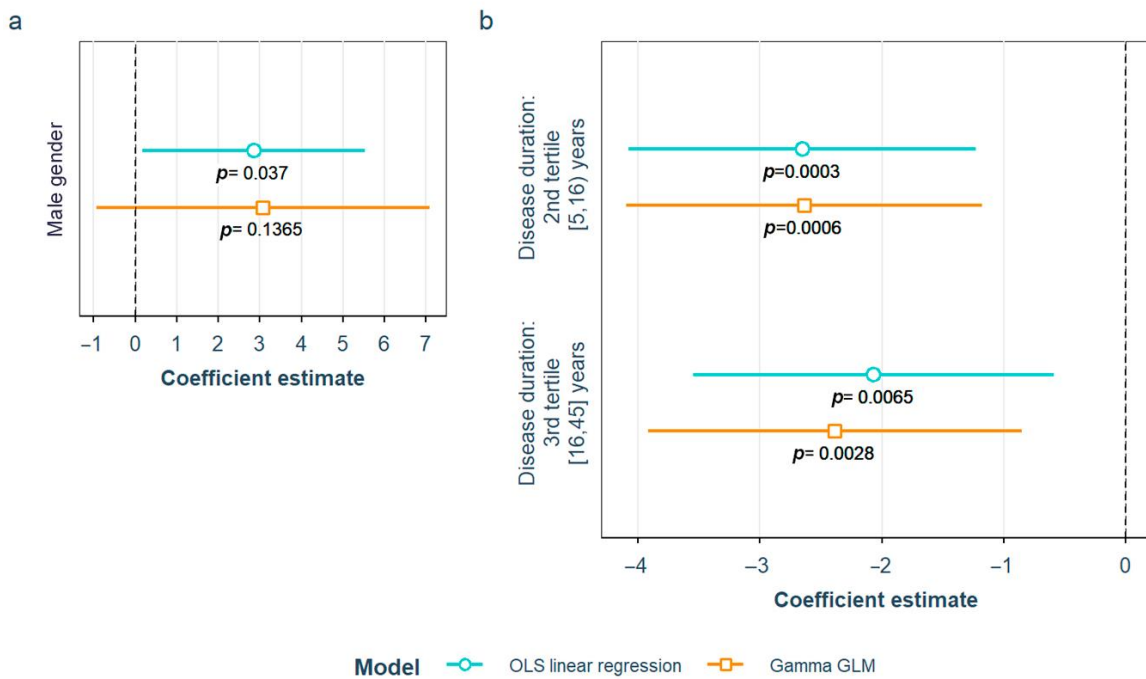 a
Male gender
p= 0.037
p= 0.1365
−1 0 1 2 3 4 5 6 7
Coefficient estimate
b
Disease duration:
2nd tertile
[5,16) years
p=0.0003
p=0.0006
Disease duration:
3rd tertile
[16,45] years
p= 0.0065
p= 0.0028
−4 −3 −2 −1 0
Coefficient estimate
Model OLS linear regression Gamma GLM